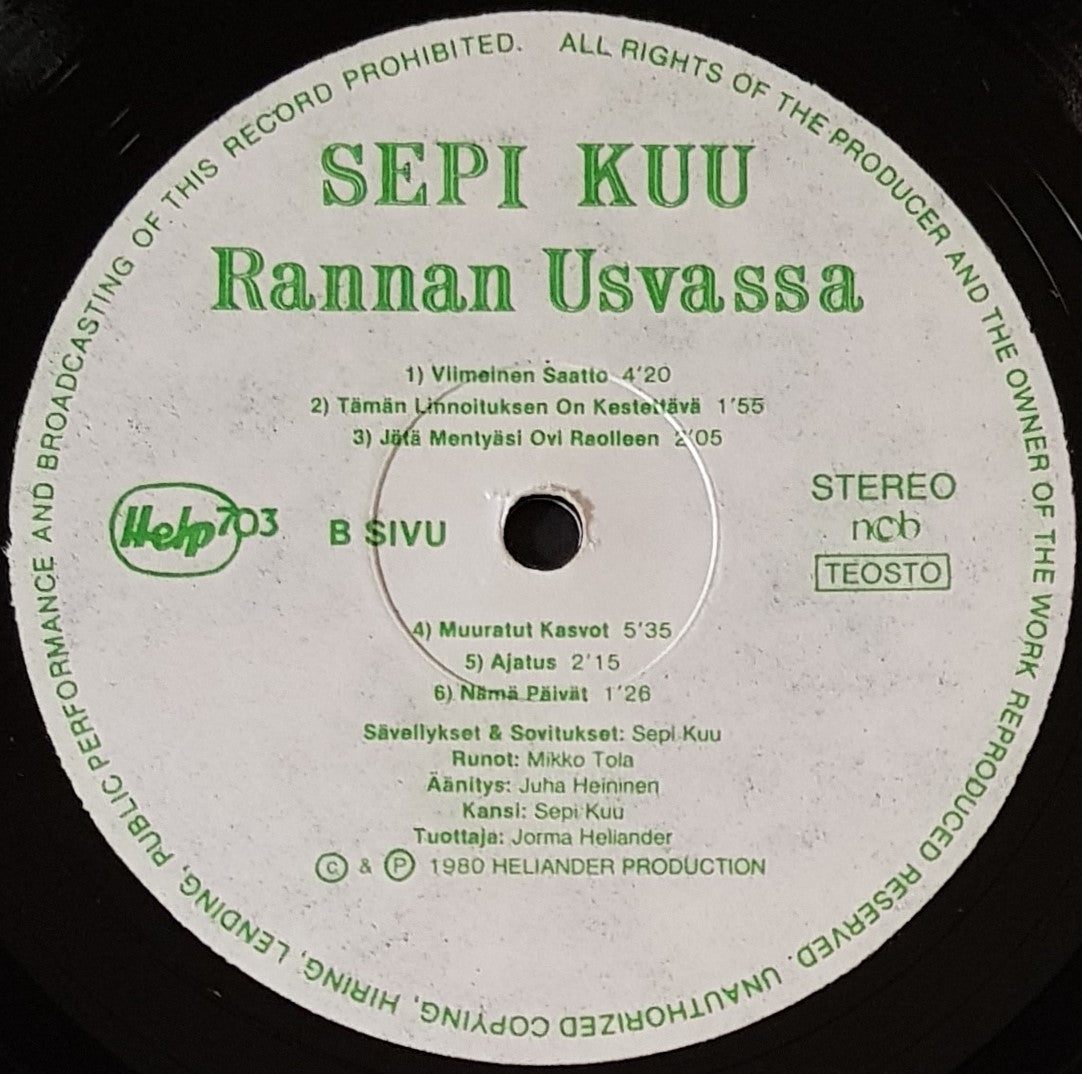 SEPI KUU
Rannan Usvassa
1) Viimeinen Saatto 4'20
2) Tämän Linnoituksen On Kestettävä 1'55
3) Jätä Mentyäsi Ovi Raolleen 2'05
Help 703
B SIVU
STEREO
ncb
TEOSTO
4) Muuratut Kasvot 5'35
5) Ajatus 2'15
6) Nämä Päivät 1'26
Sävellykset & Sovitukset: Sepi Kuu
Runot: Mikko Tola
Äänitys: Juha Heininen
Kansi: Sepi Kuu
Tuottaja: Jorma Heliander
© & ℗ 1980 HELIANDER PRODUCTION
ALL RIGHTS OF THE PRODUCER AND THE OWNER OF THE WORK REPRODUCED RESERVED. UNAUTHORIZED COPYING, HIRING, LENDING, PUBLIC PERFORMANCE AND BROADCASTING OF THIS RECORD PROHIBITED.